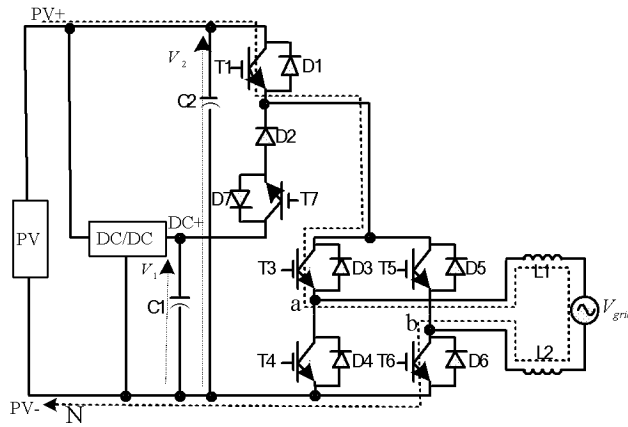 PV+
V2
T1
D1
C2
D2
D7
T7
PV
DC/DC
DC+
V1
C1
T3
D3
T5
D5
a
b
L1
Vgrid
L2
T4
D4
T6
D6
PV-
N